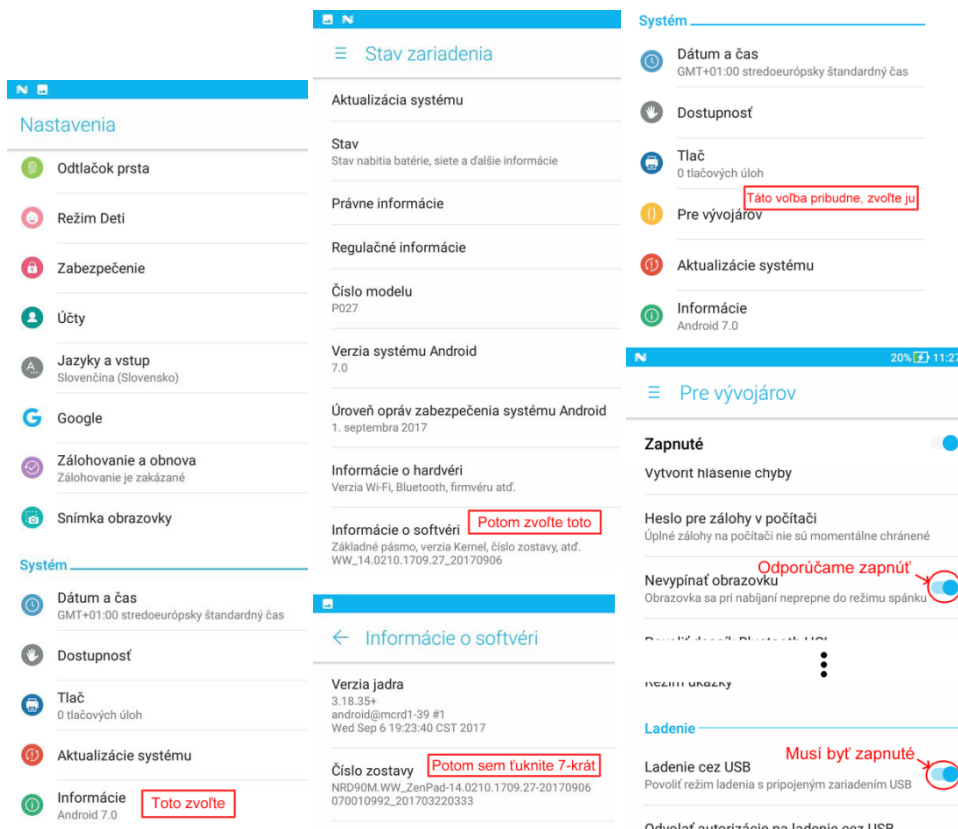 Nastavenia
Odtlačok prsta
Režim Deti
Zabezpečenie
Účty
Jazyky a vstup
Slovenčina (Slovensko)
Google
Zálohovanie a obnova
Zálohovanie je zakázané
Snímka obrazovky
Systém
Dátum a čas
GMT+01:00 stredoeurópsky štandardný čas
Dostupnosť
Tlač
0 tlačových úloh
Aktualizácie systému
Informácie
Android 7.0
Toto zvoľte
Stav zariadenia
Aktualizácia systému
Stav
Stav nabitia batérie, siete a ďalšie informácie
Právne informácie
Regulačné informácie
Číslo modelu
P027
Verzia systému Android
7.0
Úroveň opráv zabezpečenia systému Android
1. septembra 2017
Informácie o hardvéri
Verzia Wi-Fi, Bluetooth, firmvéru atď.
Informácie o softvéri
Potom zvoľte toto
Základné pásmo, verzia Kernel, číslo zostavy, atď.
WW_14.0210.1709.27_20170906
Informácie o softvéri
Verzia jadra
3.18.35+
android@mcrd1-39 #1
Wed Sep 6 19:23:40 CST 2017
Číslo zostavy
Potom sem ťuknite 7-krát
NRD90M.WW_ZenPad-14.0210.1709.27-20170906
070010992_201703220333
Systém
Dátum a čas
GMT+01:00 stredoeurópsky štandardný čas
Dostupnosť
Tlač
0 tlačových úloh
Táto voľba pribudne, zvoľte ju
Pre vývojárov
Aktualizácie systému
Informácie
Android 7.0
20% 11:27
Pre vývojárov
Zapnuté
Vytvoriť hlásenie chyby
Heslo pre zálohy v počítači
Úplné zálohy na počítači nie sú momentálne chránené
Odporúčame zapnúť
Nevypínať obrazovku
Obrazovka sa pri nabíjaní neprepne do režimu spánku
Režim ukážky
Ladenie
Musí byť zapnuté
Ladenie cez USB
Povoliť režim ladenia s pripojeným zariadením USB
Odvolať autorizácie na ladenie cez USB